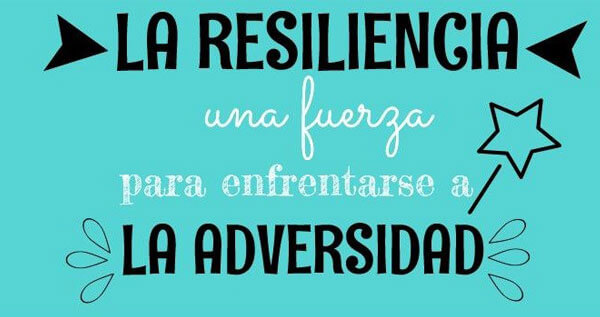 LA RESILIENCIA
una fuerza
para enfrentarse a
LA ADVERSIDAD